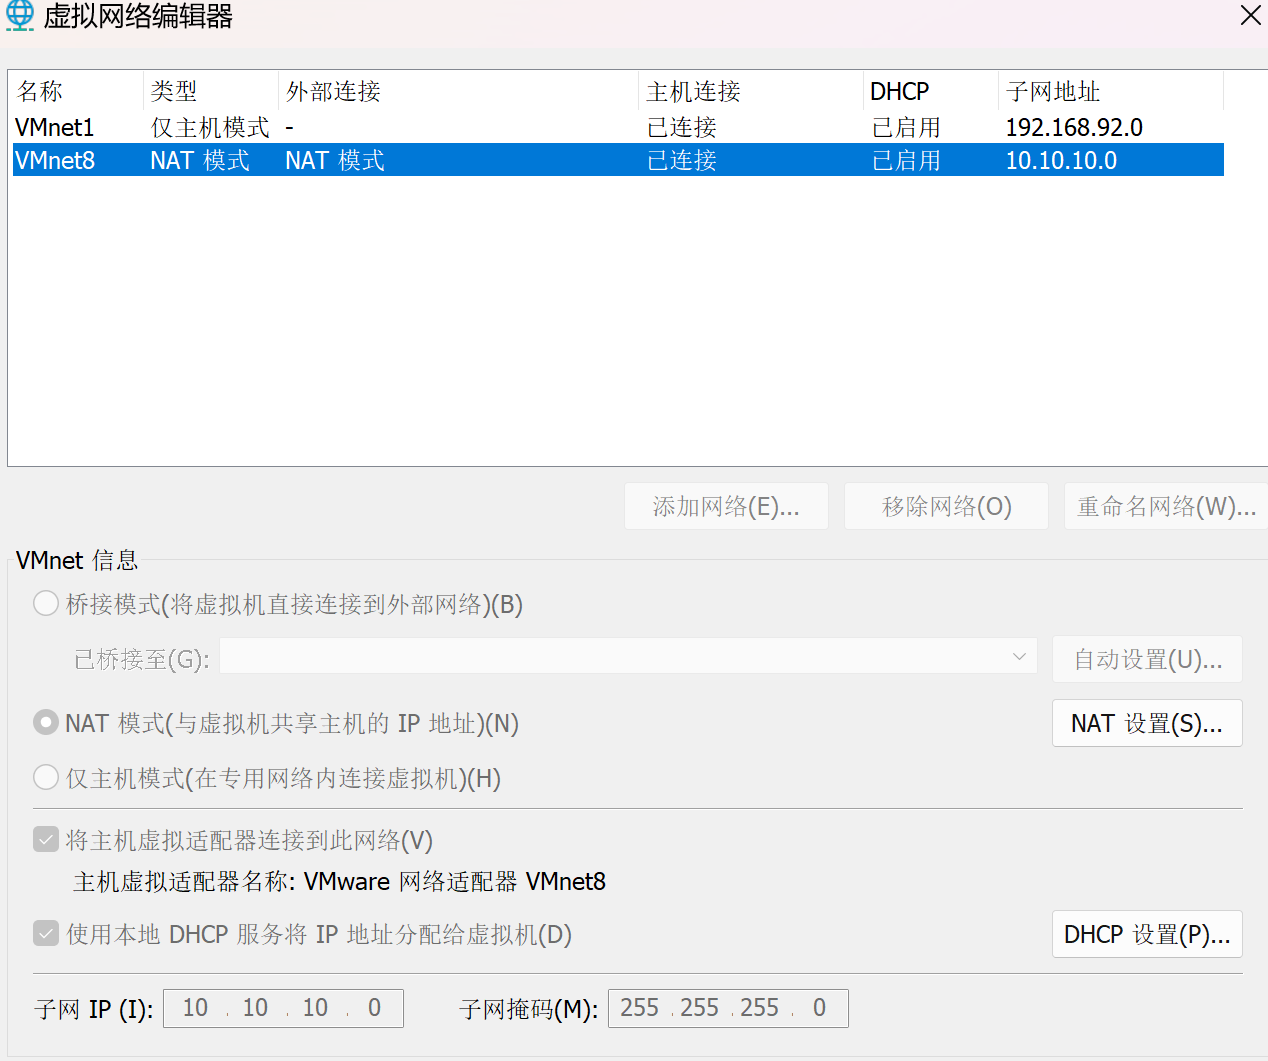 虚拟网络编辑器
名称 类型 外部连接 主机连接 DHCP 子网地址
VMnet1 仅主机模式 - 已连接 已启用 192.168.92.0
VMnet8 NAT 模式 NAT 模式 已连接 已启用 10.10.10.0
添加网络(E)... 移除网络(O) 重命名网络(W)...
VMnet 信息
桥接模式(将虚拟机直接连接到外部网络)(B)
已桥接至(G): 自动设置(U)...
NAT 模式(与虚拟机共享主机的 IP 地址)(N) NAT 设置(S)...
仅主机模式(在专用网络内连接虚拟机)(H)
将主机虚拟适配器连接到此网络(V)
主机虚拟适配器名称: VMware 网络适配器 VMnet8
使用本地 DHCP 服务将 IP 地址分配给虚拟机(D) DHCP 设置(P)...
子网 IP (I): 10 . 10 . 10 . 0 子网掩码(M): 255 . 255 . 255 . 0